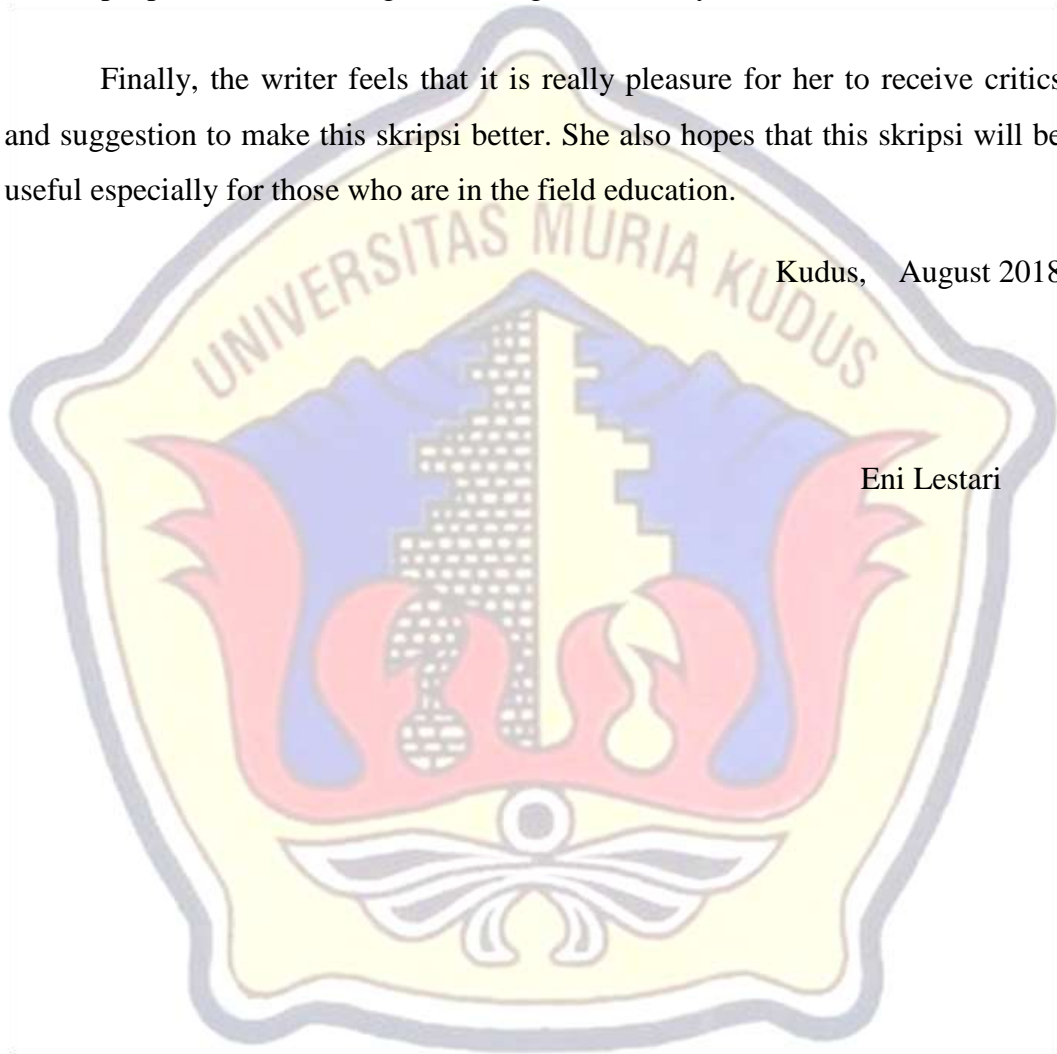 Finally, the writer feels that it is really pleasure for her to receive critics
and suggestion to make this skripsi better. She also hopes that this skripsi will be
useful especially for those who are in the field education.
UNIVERSITAS MURIA KUDUS
Kudus, August 2018
Eni Lestari